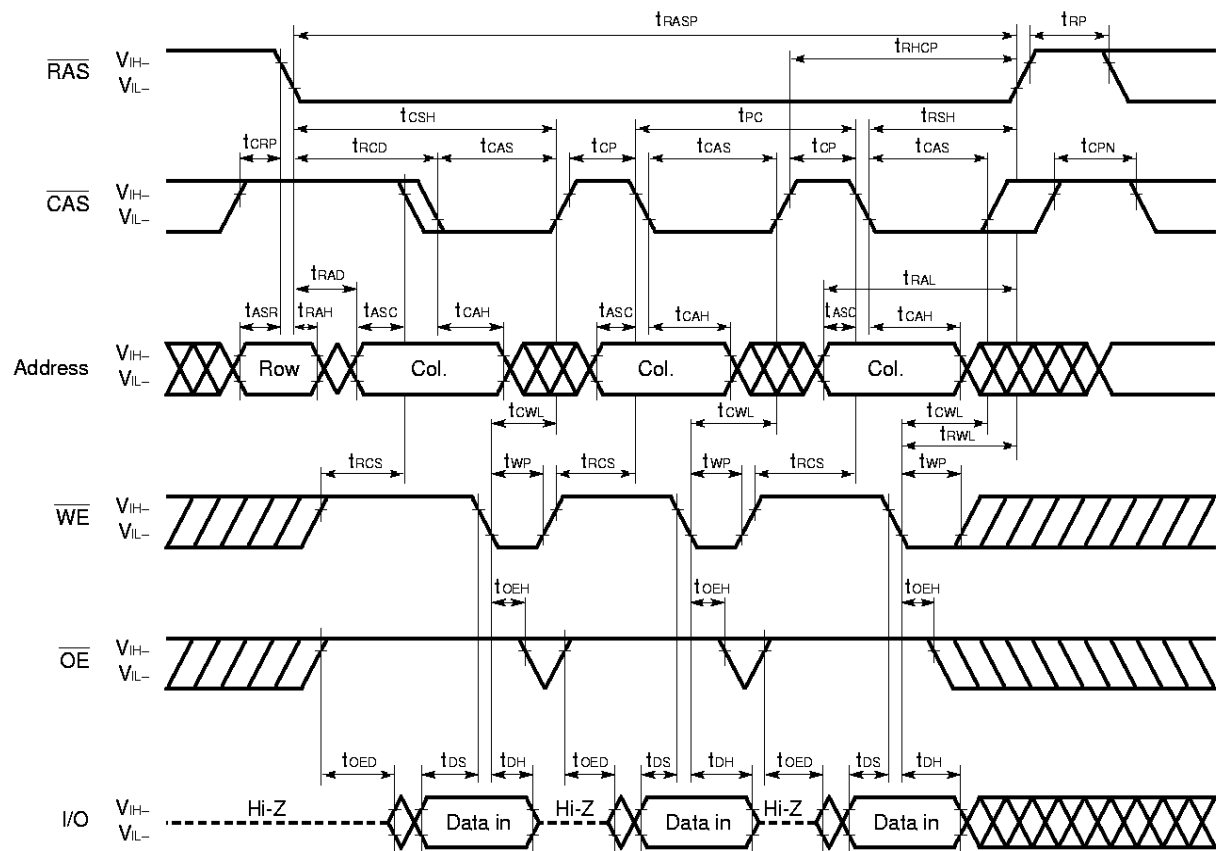 tRASP tRP
tRHCP
RAS VIH–
VIL–
tCSH tPC tRSH
tCRP tRCD tCAS tCP tCAS tCP tCAS tCPN
CAS VIH–
VIL–
tRAD tRAL
tASR tRAH tASC tCAH tASC tCAH tASC tCAH
Address VIH–
VIL–
Row Col. Col. Col.
tCWL tCWL tCWL
tRWL
tRCS tWP tRCS tWP tRCS tWP
WE VIH–
VIL–
tOEH tOEH tOEH
OE VIH–
VIL–
tOED tDS tDH tOED tDS tDH tOED tDS tDH
I/O VIH–
VIL–
Hi-Z Data in Hi-Z Data in Hi-Z Data in